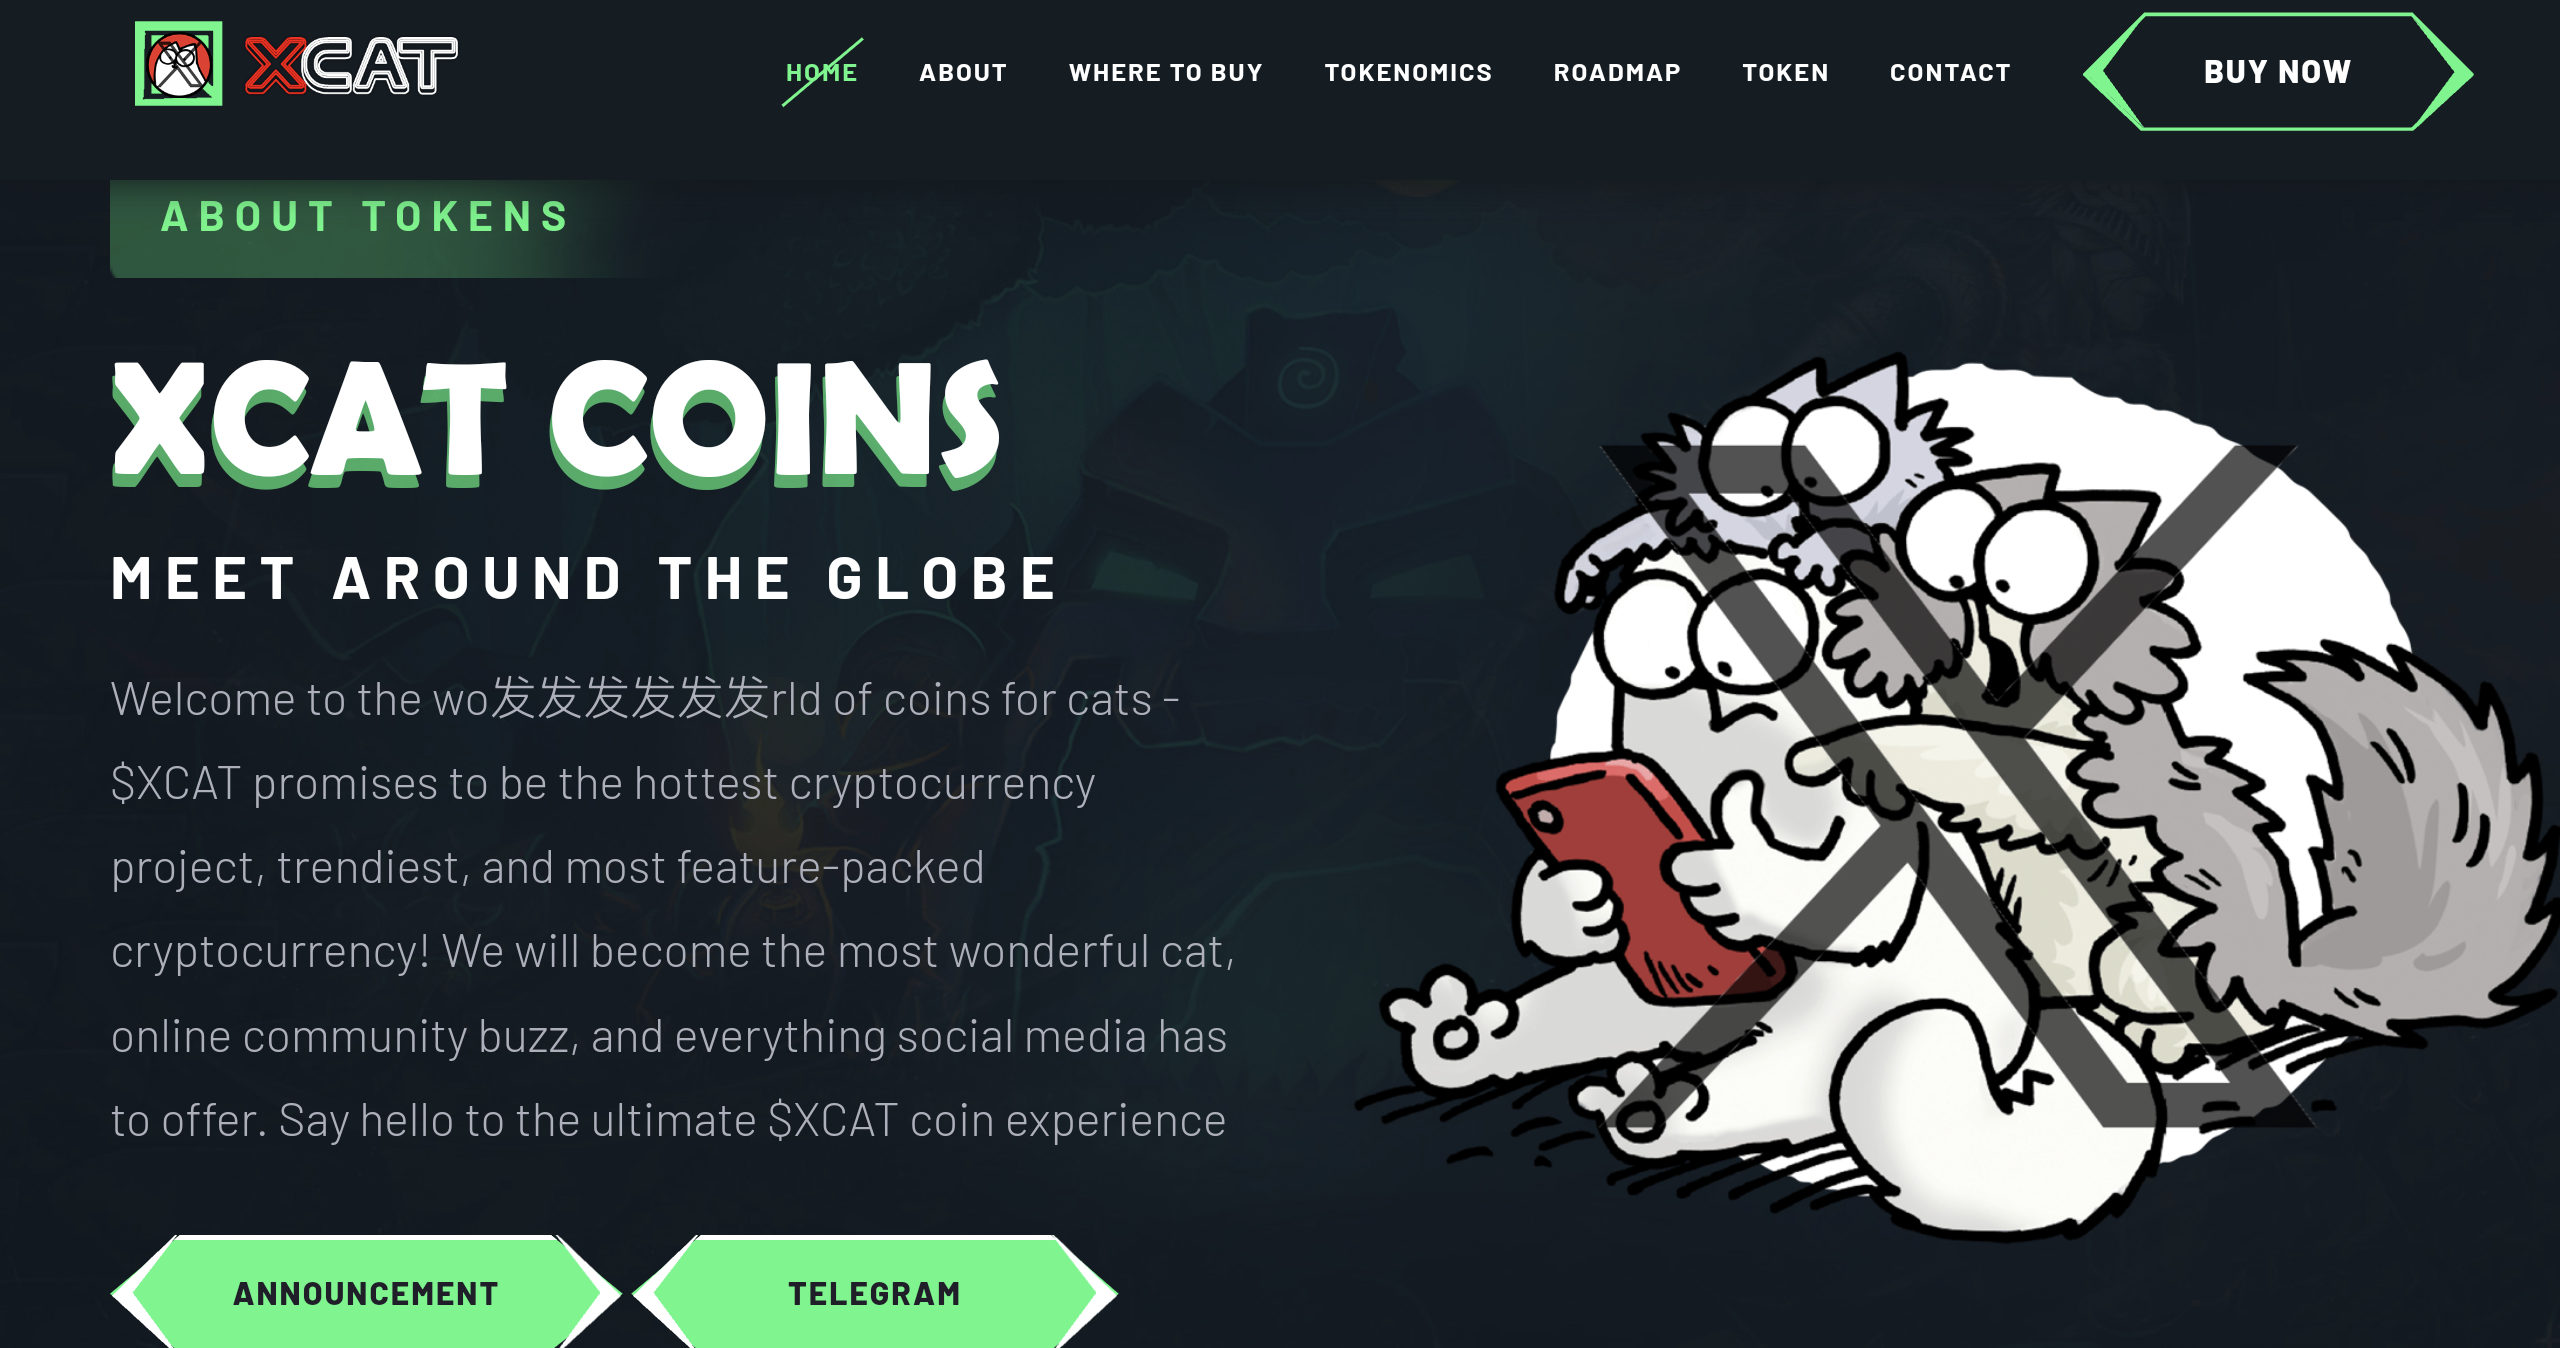 XCAT
HOME
ABOUT
WHERE TO BUY
TOKENOMICS
ROADMAP
TOKEN
CONTACT
BUY NOW
ABOUT TOKENS
XCAT COINS
MEET AROUND THE GLOBE
Welcome to the wo发发发发发发rld of coins for cats -
$XCAT promises to be the hottest cryptocurrency
project, trendiest, and most feature-packed
cryptocurrency! We will become the most wonderful cat,
online community buzz, and everything social media has
to offer. Say hello to the ultimate $XCAT coin experience
X
ANNOUNCEMENT
TELEGRAM